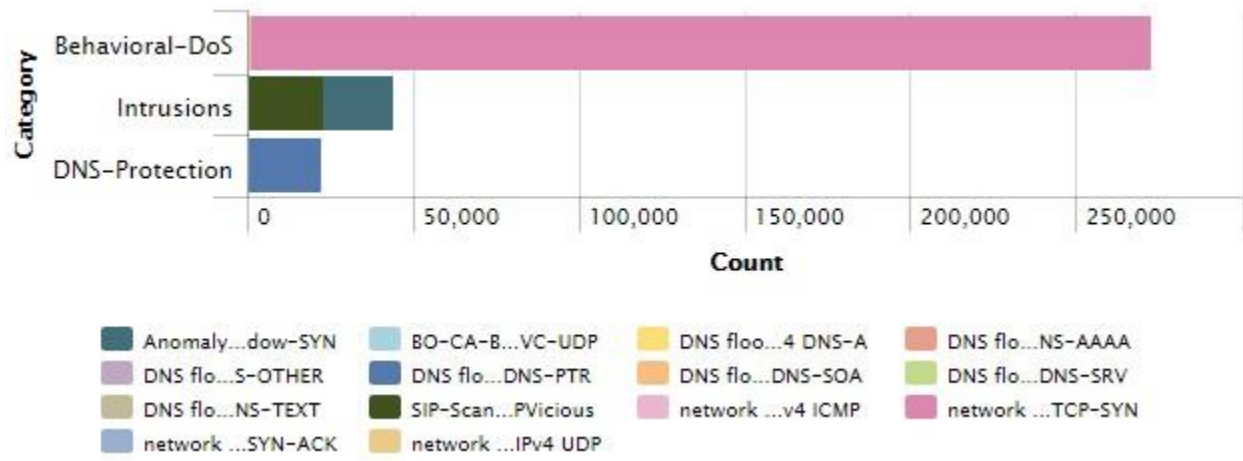 Category
Behavioral-DoS
Intrusions
DNS-Protection
0 50,000 100,000 150,000 200,000 250,000
Count
Anomaly...dow-SYN BO-CA-B...VC-UDP DNS floo...4 DNS-A DNS flo...NS-AAAA
DNS flo...S-OTHER DNS flo...DNS-PTR DNS flo...DNS-SOA DNS flo...DNS-SRV
DNS flo...NS-TEXT SIP-Scan...PVicious network ...v4 ICMP network ...TCP-SYN
network ...SYN-ACK network ...IPv4 UDP